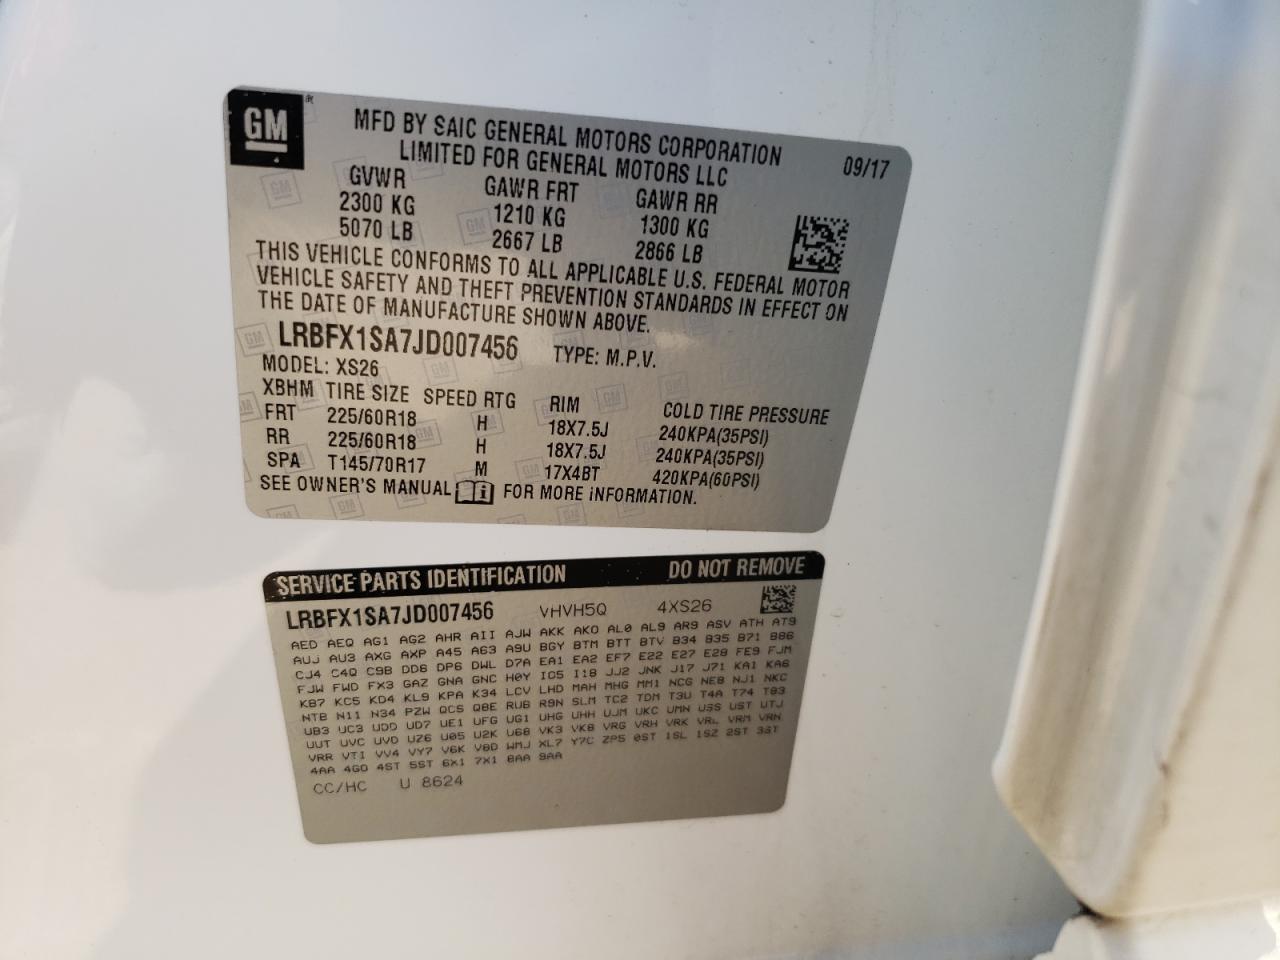 GM
MFD BY SAIC GENERAL MOTORS CORPORATION
LIMITED FOR GENERAL MOTORS LLC
09/17
GVWR GAWR FRT GAWR RR
2300 KG 1210 KG 1300 KG
5070 LB 2667 LB 2866 LB
THIS VEHICLE CONFORMS TO ALL APPLICABLE U.S. FEDERAL MOTOR
VEHICLE SAFETY AND THEFT PREVENTION STANDARDS IN EFFECT ON
THE DATE OF MANUFACTURE SHOWN ABOVE.
LRBFX1SA7JD007456 TYPE: M.P.V.
MODEL: XS26
XBHM TIRE SIZE SPEED RTG RIM COLD TIRE PRESSURE
FRT 225/60R18 H 18X7.5J 240KPA(35PSI)
RR 225/60R18 H 18X7.5J 240KPA(35PSI)
SPA T145/70R17 M 17X4BT 420KPA(60PSI)
SEE OWNER'S MANUAL FOR MORE INFORMATION.
SERVICE PARTS IDENTIFICATION DO NOT REMOVE
LRBFX1SA7JD007456 VHVH5Q 4XS26
AED AEQ AG1 AG2 AHR AII AJW AKK AKO AL0 AL9 AR9 ASV ATH AT9
AUJ AU3 AXG AXP A45 A63 A9U BGY BTM BTT BTV B34 B35 B71 B86
CJ4 C4Q C9B DD6 DP6 DWL D7A EA1 EA2 EF7 E22 E27 E28 FE9 FJM
FJW FWD FX3 GAZ GNA GNC H0Y IO5 I18 JJ2 JNK J17 J71 KA1 KA6
KB7 KC5 KD4 KL9 KPA K34 LCV LHD MAH MHG MM1 NCG NE8 NJ1 NKC
NTB N11 N34 PZW QCS Q8E RU8 R9N SLM TC2 TDM T3U T4A T74 T83
UB3 UC3 UDD UD7 UE1 UFG UG1 UHG UHH UJM UKC UMN USS UST UTJ
UUT UVC UVD UZ6 U05 U2K U68 VK3 VK8 VRG VRH VRK VRL VRM VRN
VRR VTI VV4 VY7 V6K V8D WMJ XL7 Y7C ZP5 0ST 1SL 1SZ 2ST 3ST
4AA 4GO 4ST 5ST 6X1 7X1 8AA 9AA
CC/HC U 8624